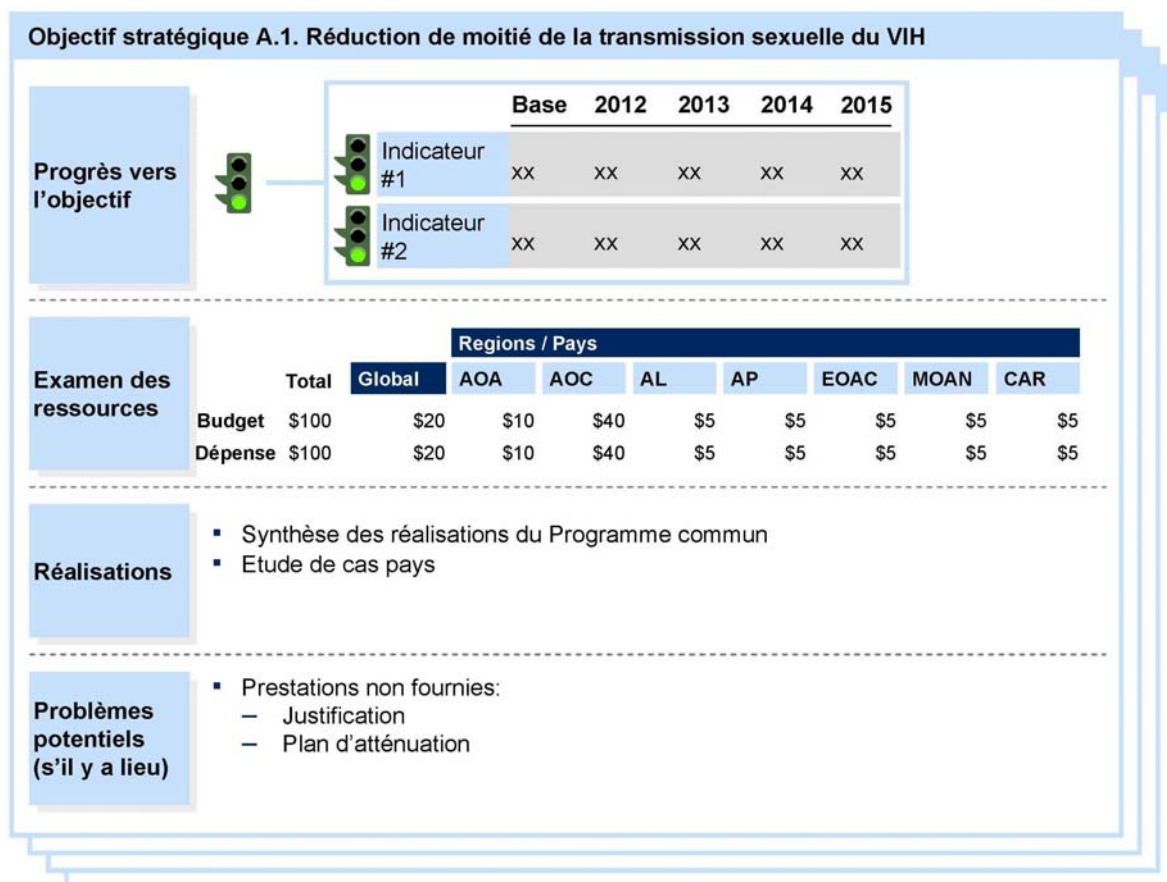 Objectif stratégique A.1. Réduction de moitié de la transmission sexuelle du VIH
Progrès vers
l'objectif
Base 2012 2013 2014 2015
Indicateur
#1
xx xx xx xx xx
Indicateur
#2
xx xx xx xx xx
Examen des
ressources
Regions / Pays
Total Global AOA AOC AL AP EOAC MOAN CAR
Budget $100 $20 $10 $40 $5 $5 $5 $5 $5
Dépense $100 $20 $10 $40 $5 $5 $5 $5 $5
Réalisations
▪ Synthèse des réalisations du Programme commun
▪ Etude de cas pays
Problèmes
potentiels
(s'il y a lieu)
▪ Prestations non fournies:
– Justification
– Plan d'atténuation